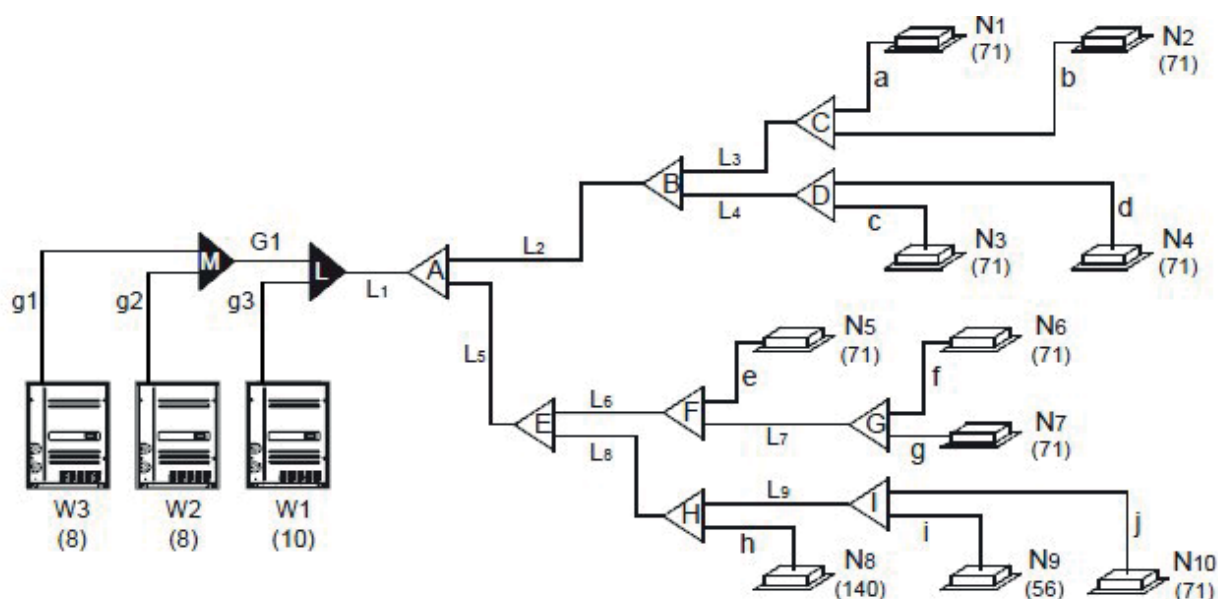 N1
(71)
N2
(71)
a
b
C
L3
B
L4
D
c
d
N3
(71)
N4
(71)
M
G1
L
L1
A
L2
g1
g2
g3
L5
N5
(71)
N6
(71)
e
f
L6
F
E
L7
G
g
N7
(71)
L8
L9
I
H
h
i
j
N8
(140)
N9
(56)
N10
(71)
W3
(8)
W2
(8)
W1
(10)